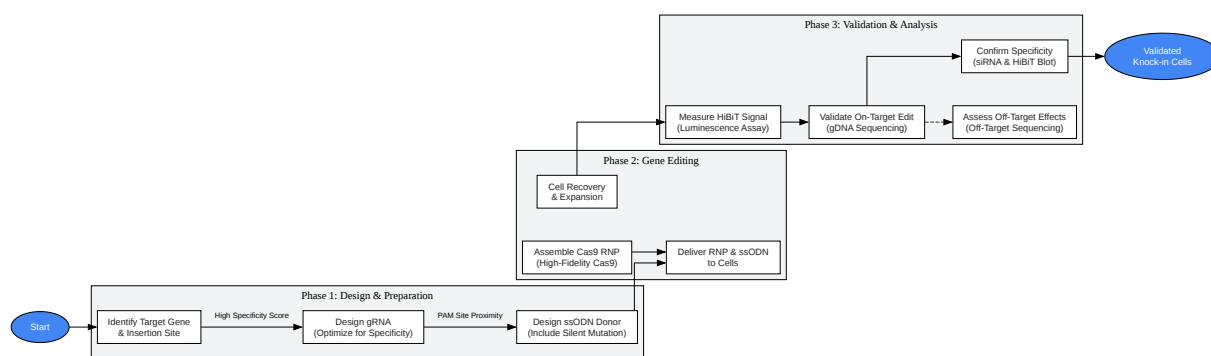 Phase 3: Validation & Analysis
Confirm Specificity
(siRNA & HiBiT Blot)
Validated
Knock-in Cells
Measure HiBiT Signal
(Luminescence Assay)
Validate On-Target Edit
(gDNA Sequencing)
Assess Off-Target Effects
(Off-Target Sequencing)
Phase 2: Gene Editing
Cell Recovery
& Expansion
Assemble Cas9 RNP
(High-Fidelity Cas9)
Deliver RNP & ssODN
to Cells
Phase 1: Design & Preparation
Start
Identify Target Gene
& Insertion Site
High Specificity Score
Design gRNA
(Optimize for Specificity)
PAM Site Proximity
Design ssODN Donor
(Include Silent Mutation)